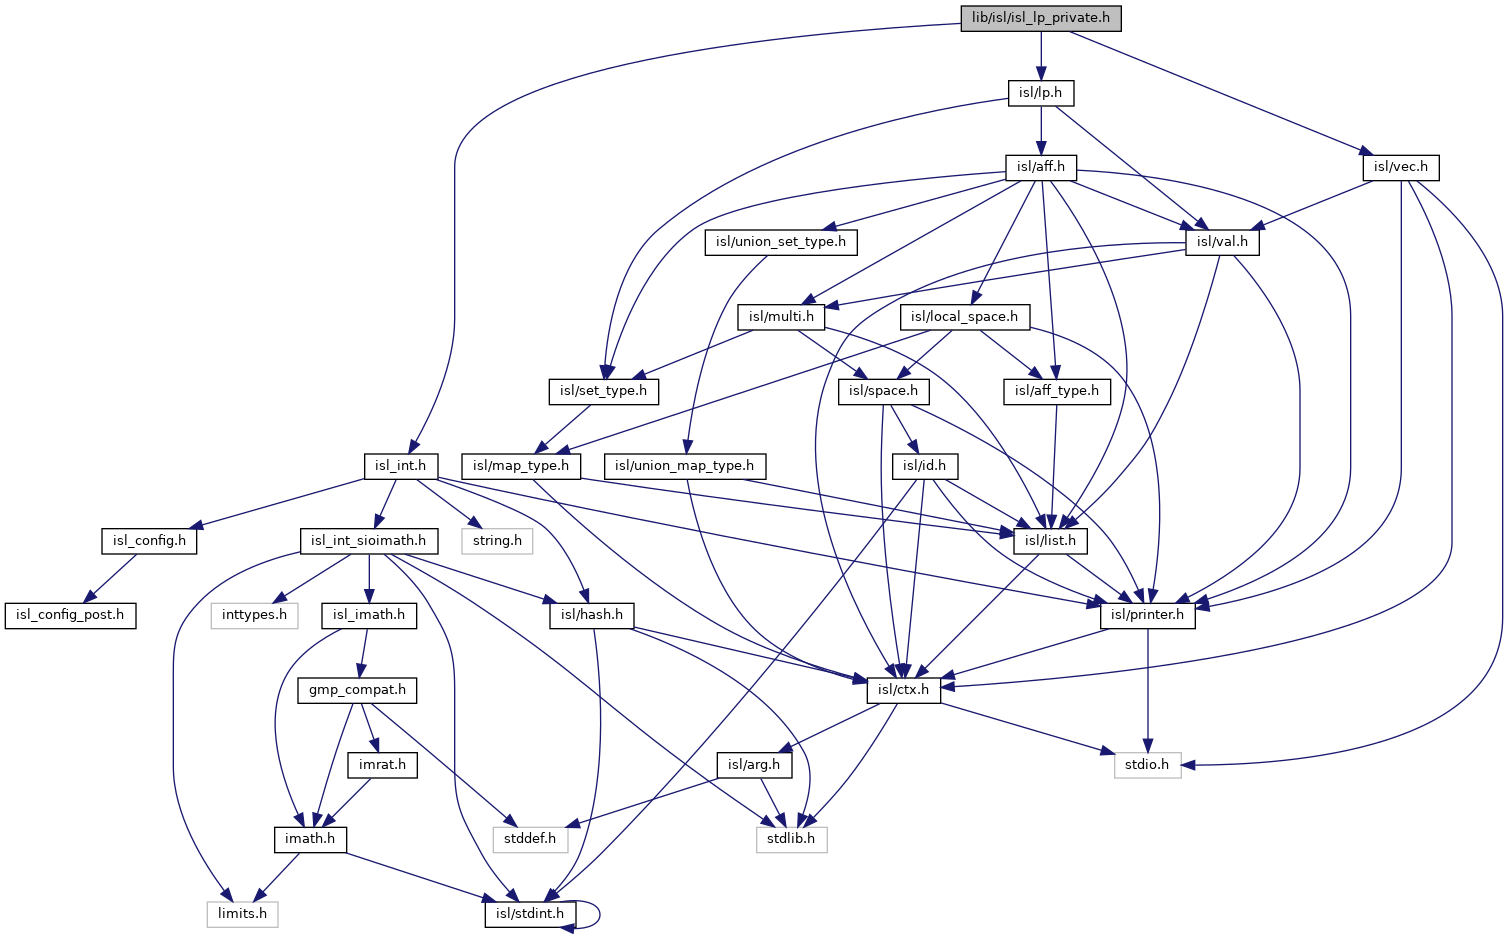 lib/isl/isl_lp_private.h
isl/lp.h
isl/aff.h
isl/vec.h
isl/union_set_type.h
isl/val.h
isl/multi.h
isl/local_space.h
isl/set_type.h
isl/space.h
isl/aff_type.h
isl_int.h
isl/map_type.h
isl/union_map_type.h
isl/id.h
isl_config.h
isl_int_sioimath.h
string.h
isl/list.h
isl_config_post.h
inttypes.h
isl_imath.h
isl/hash.h
isl/printer.h
gmp_compat.h
isl/ctx.h
imrat.h
isl/arg.h
stdio.h
imath.h
stddef.h
stdlib.h
limits.h
isl/stdint.h